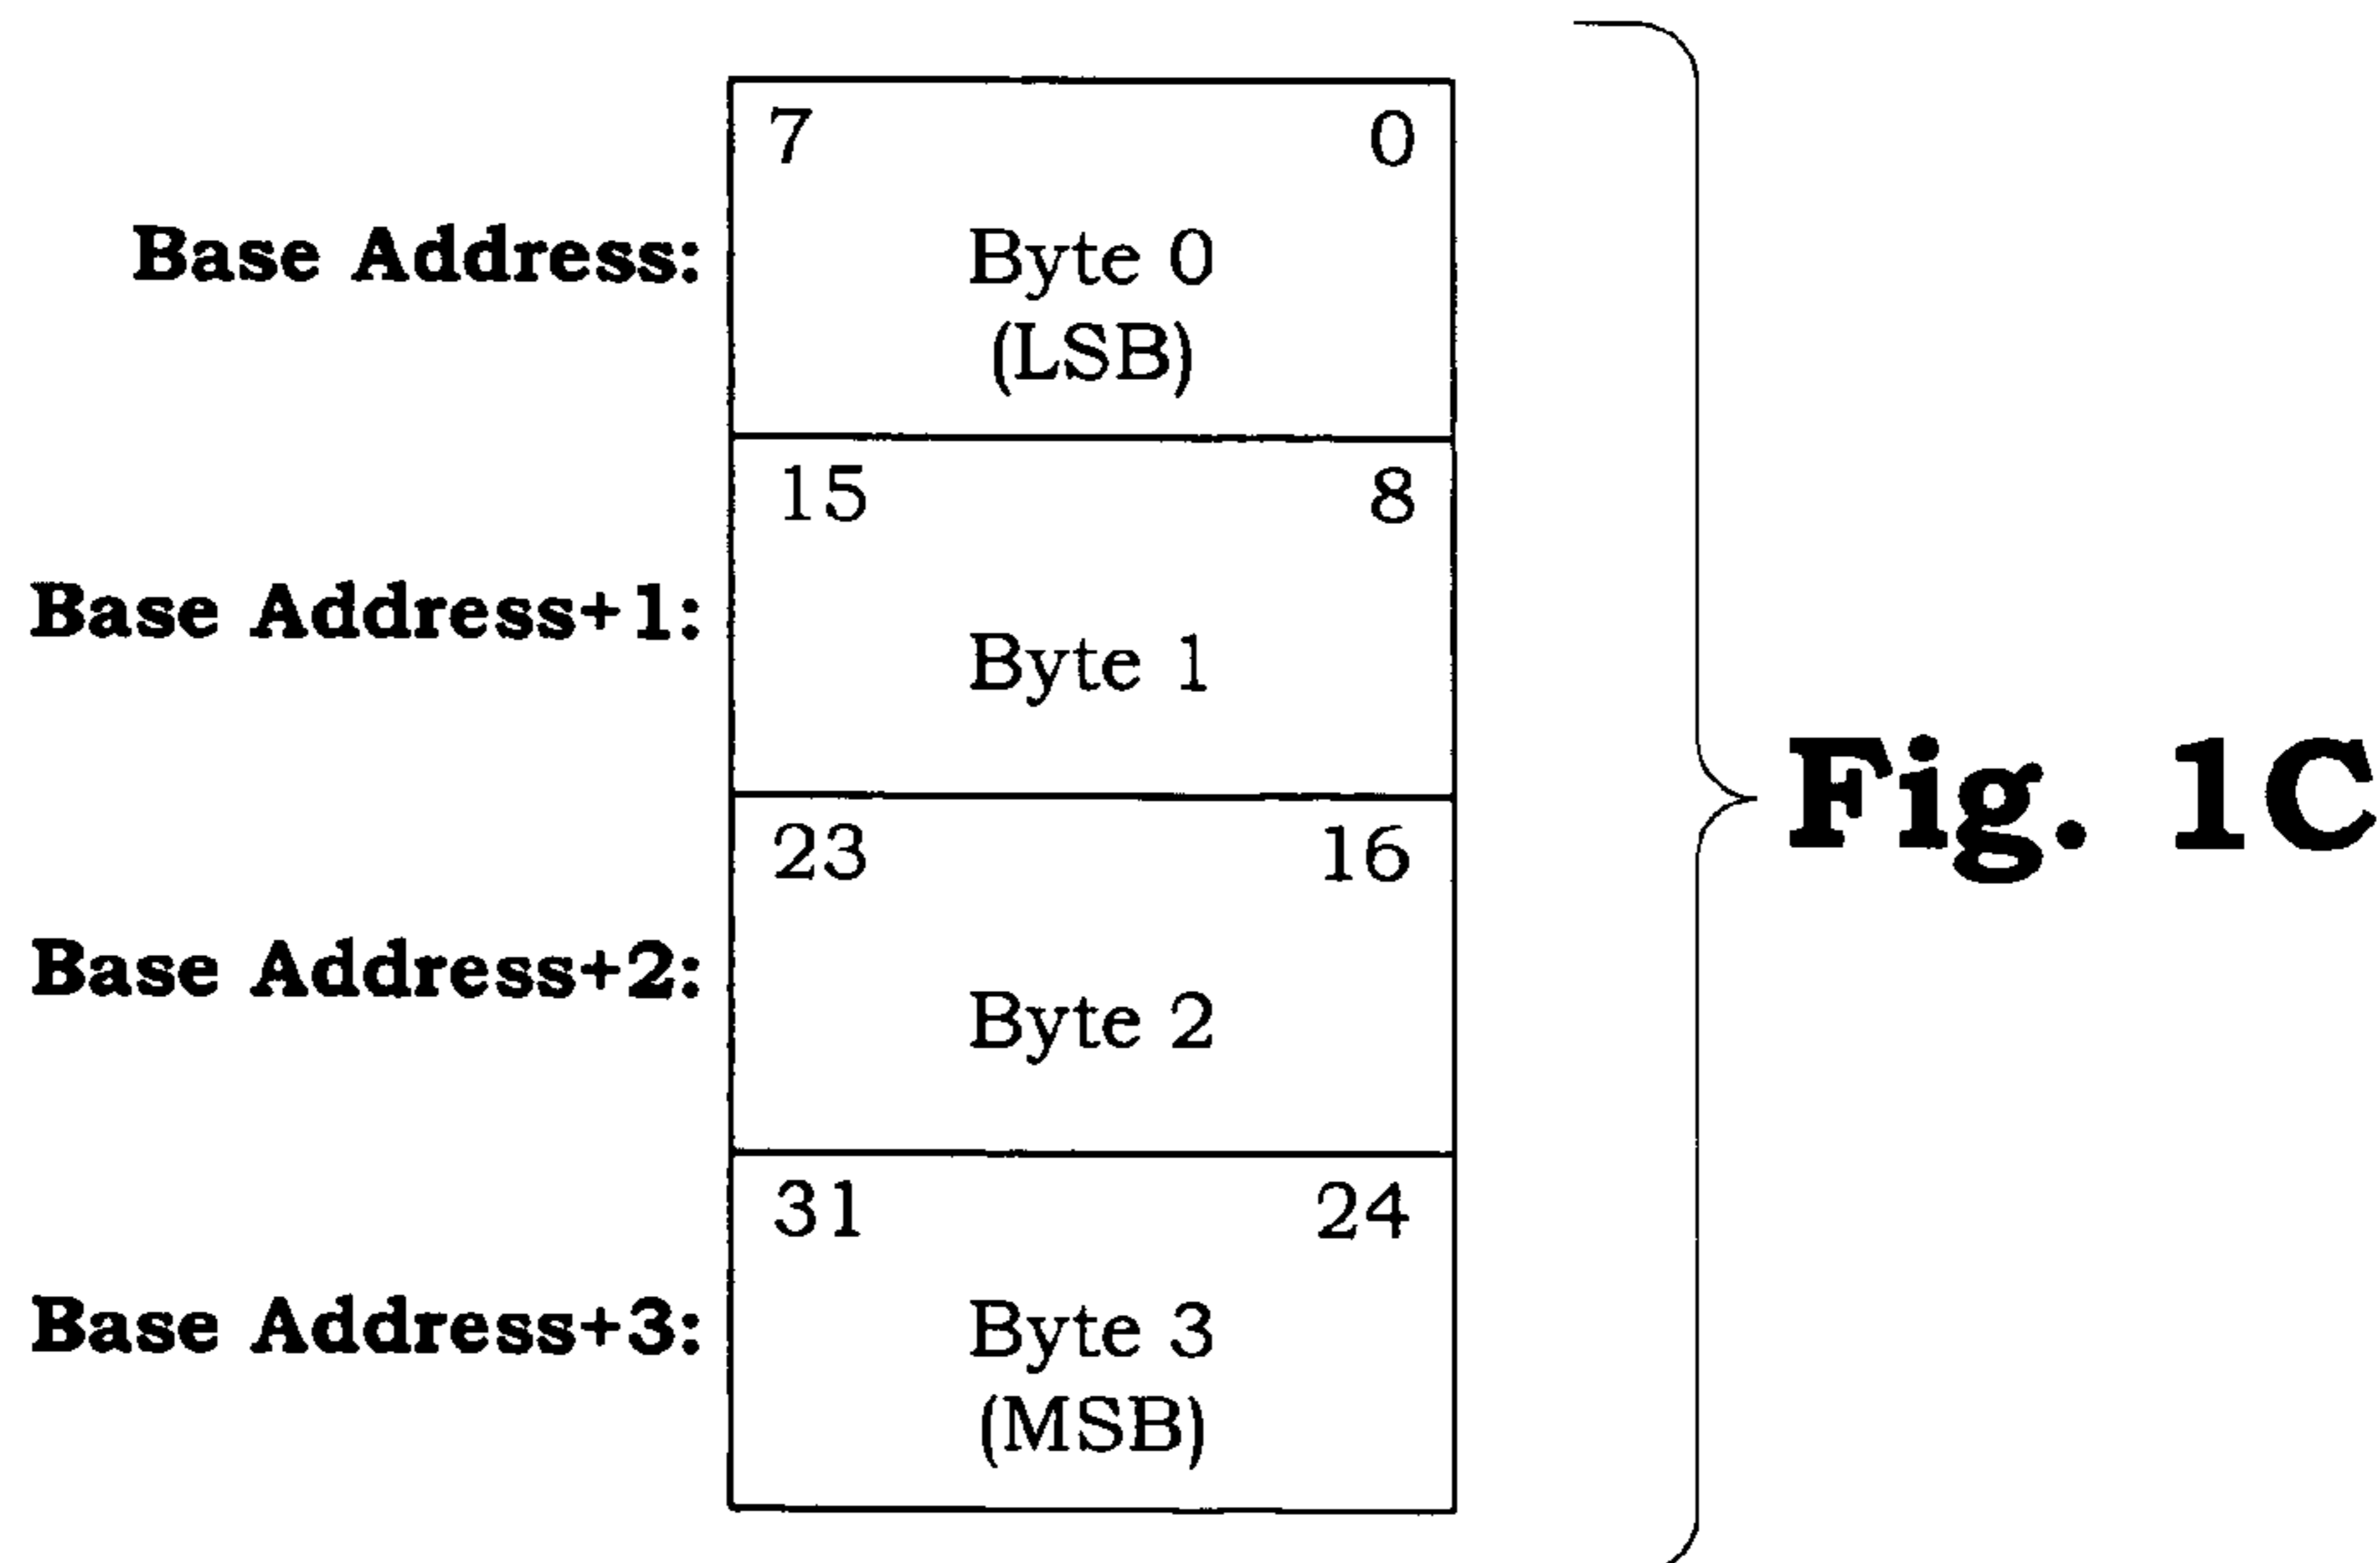 7 0
Base Address: Byte 0
(LSB)
15 8
Base Address+1:
Byte 1
Fig. 1C
23 16
Base Address+2:
Byte 2
31 24
Base Address+3: Byte 3
(MSB)